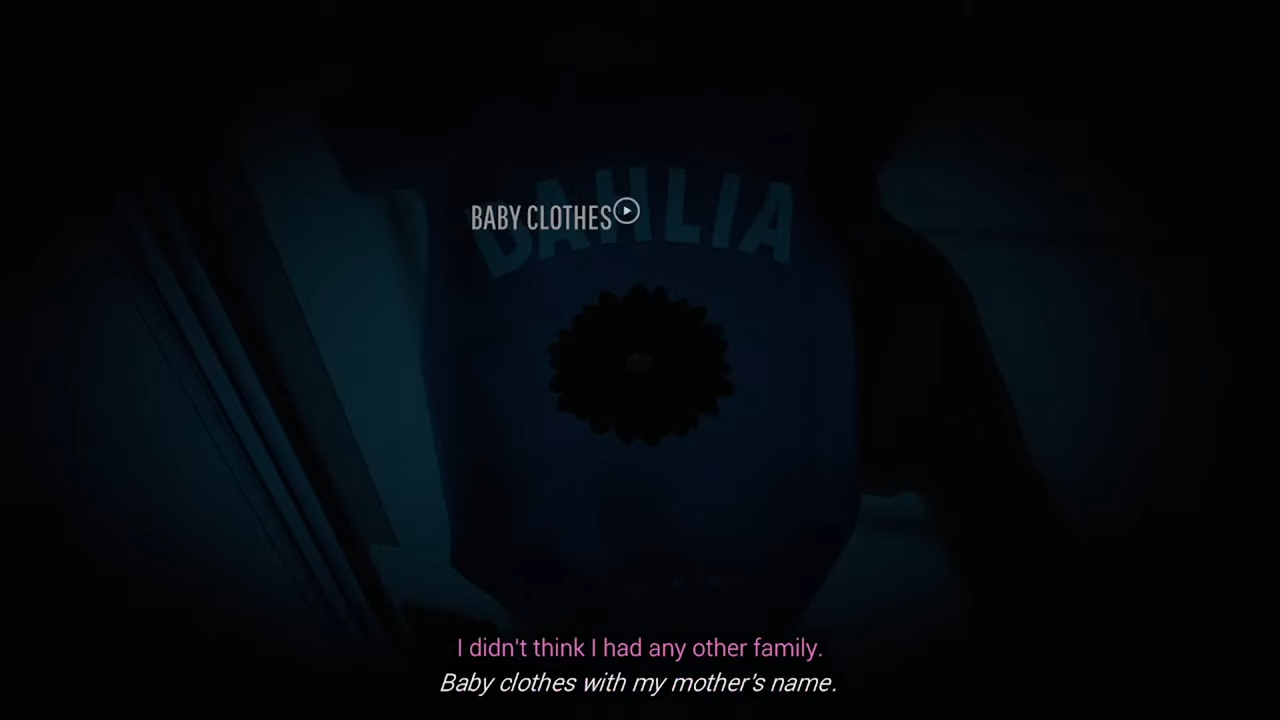 DAHLIA
BABY CLOTHES
I didn't think I had any other family.
Baby clothes with my mother's name.